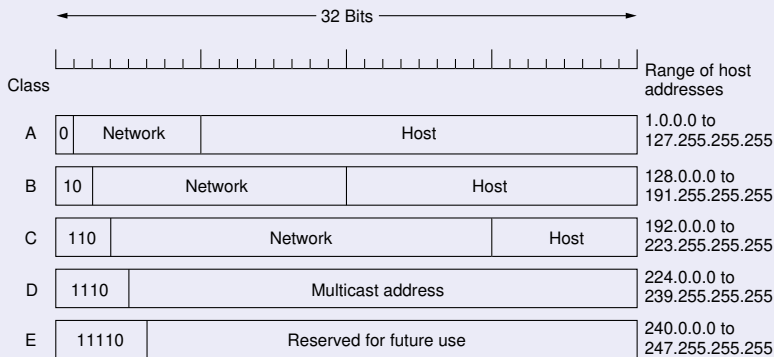 32 Bits
Class
Range of host
addresses
A 0 Network Host 1.0.0.0 to
127.255.255.255
B 10 Network Host 128.0.0.0 to
191.255.255.255
C 110 Network Host 192.0.0.0 to
223.255.255.255
D 1110 Multicast address 224.0.0.0 to
239.255.255.255
E 11110 Reserved for future use 240.0.0.0 to
247.255.255.255